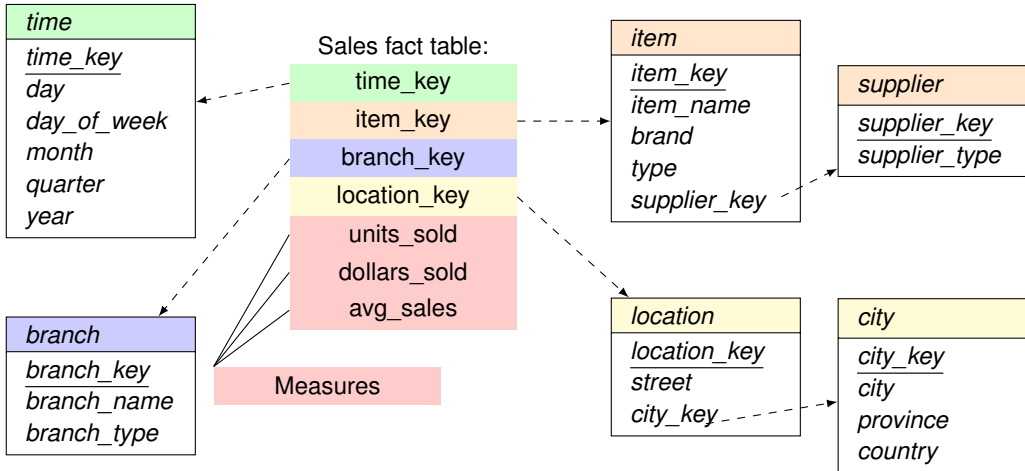 time
time_key
day
day_of_week
month
quarter
year
branch
branch_key
branch_name
branch_type
Sales fact table:
time_key
item_key
branch_key
location_key
units_sold
dollars_sold
avg_sales
Measures
item
item_key
item_name
brand
type
supplier_key
supplier
supplier_key
supplier_type
location
location_key
street
city_key
city
city_key
city
province
country